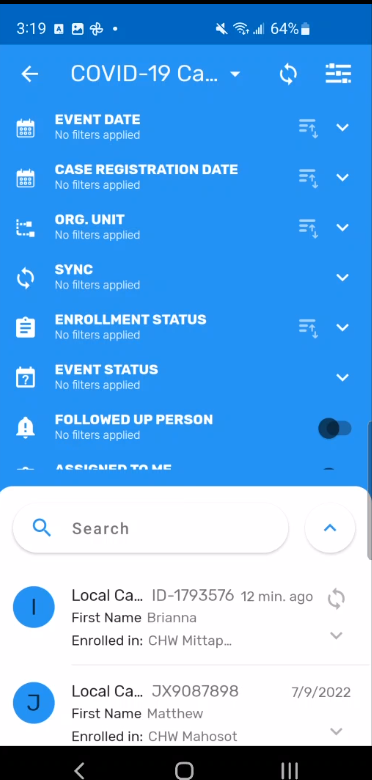 3:19 64%
COVID-19 Ca...
EVENT DATE
No filters applied
CASE REGISTRATION DATE
No filters applied
ORG. UNIT
No filters applied
SYNC
No filters applied
ENROLLMENT STATUS
No filters applied
EVENT STATUS
No filters applied
FOLLOWED UP PERSON
No filters applied
ASSIGNED TO ME
Search
I Local Ca... ID-1793576 12 min. ago
First Name Brianna
Enrolled in: CHW Mittap...
J Local Ca... JX9087898 7/9/2022
First Name Matthew
Enrolled in: CHW Mahosot